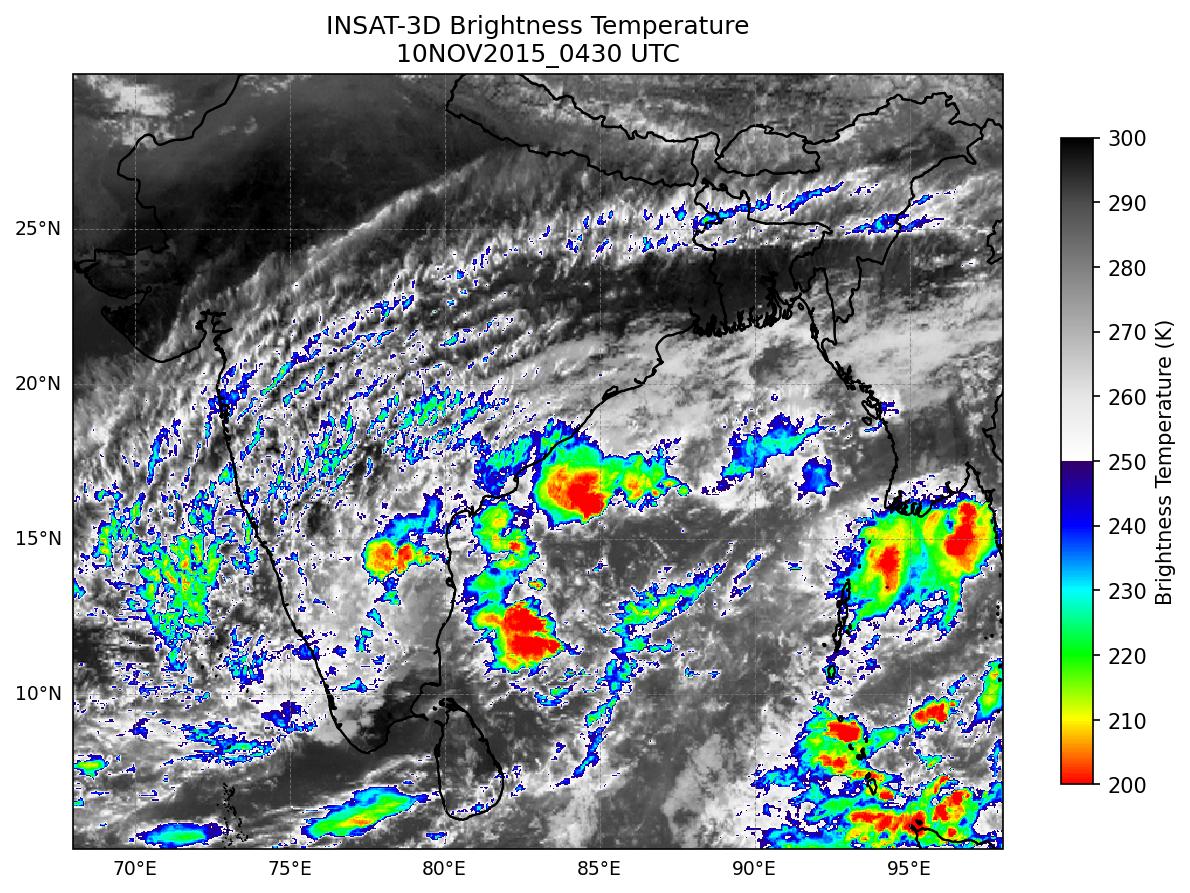 INSAT-3D Brightness Temperature
10NOV2015_0430 UTC
25°N
20°N
15°N
10°N
70°E
75°E
80°E
85°E
90°E
95°E
300
290
280
270
260
250
240
230
220
210
200
Brightness Temperature (K)